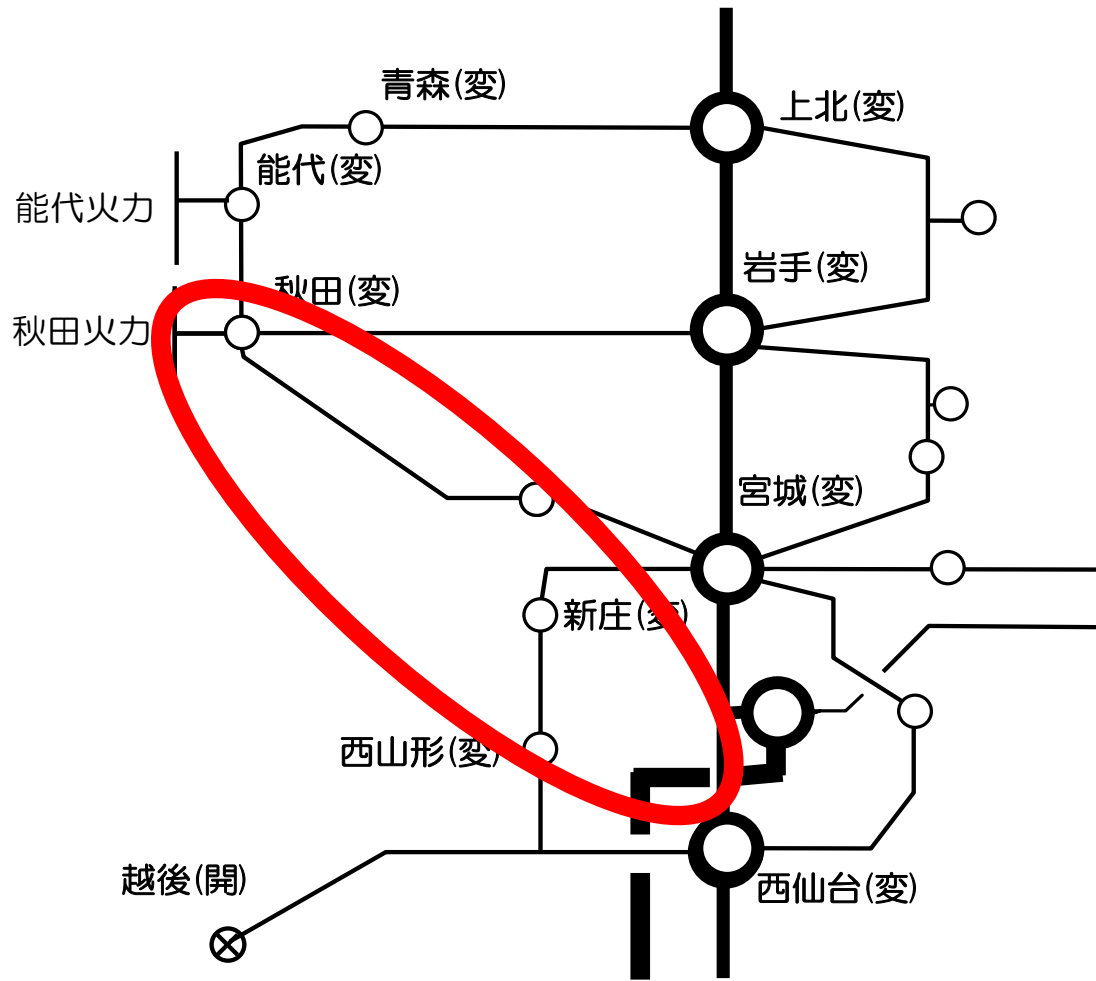 青森(変)
上北(変)
能代(変)
能代火力
岩手(変)
秋田(変)
秋田火力
宮城(変)
新庄(変)
西山形(変)
越後(開)
西仙台(変)